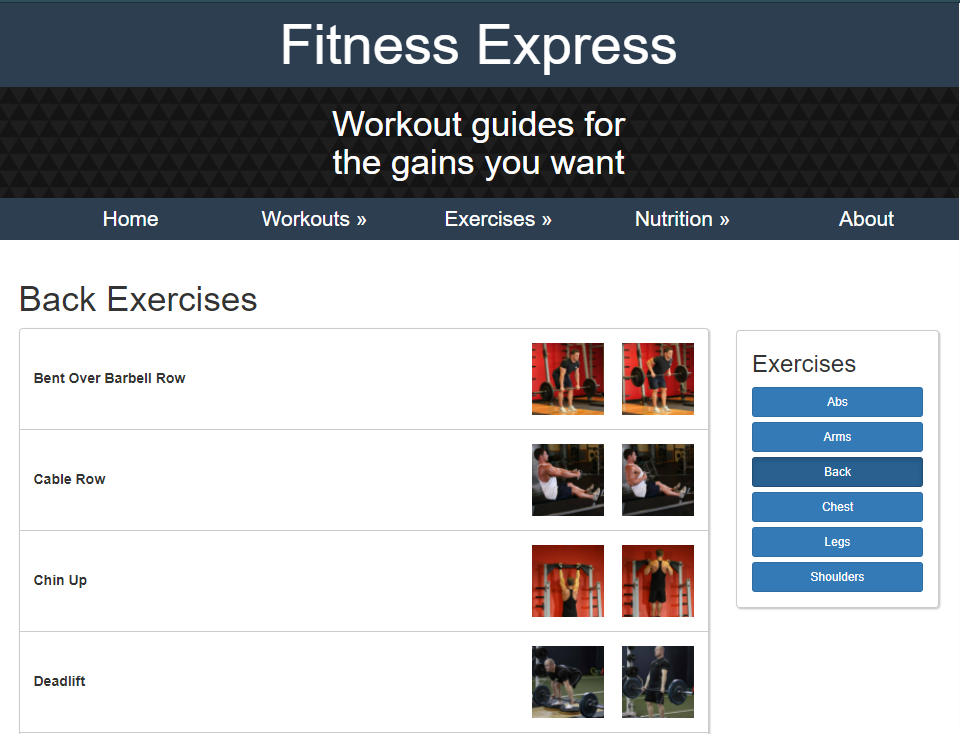 Fitness Express
Workout guides for
the gains you want
Home Workouts » Exercises » Nutrition » About
Back Exercises
Bent Over Barbell Row
Cable Row
Chin Up
Deadlift
Exercises
Abs
Arms
Back
Chest
Legs
Shoulders